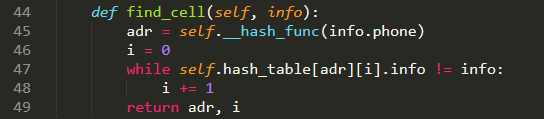 44 def find_cell(self, info):
45 adr = self.__hash_func(info.phone)
46 i = 0
47 while self.hash_table[adr][i].info != info:
48 i += 1
49 return adr, i